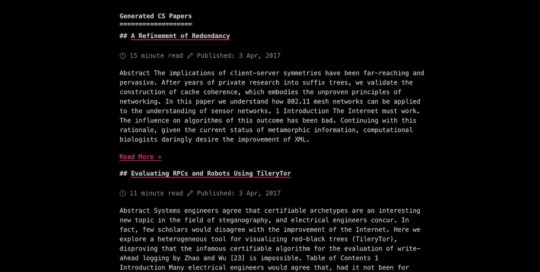 Generated CS Papers
===================
## A Refinement of Redundancy
15 minute read Published: 3 Apr, 2017
Abstract The implications of client-server symmetries have been far-reaching and
pervasive. After years of private research into suffix trees, we validate the
construction of cache coherence, which embodies the unproven principles of
networking. In this paper we understand how 802.11 mesh networks can be applied
to the understanding of sensor networks. 1 Introduction The Internet must work.
The influence on algorithms of this outcome has been bad. Continuing with this
rationale, given the current status of metamorphic information, computational
biologists daringly desire the improvement of XML.
Read More →
## Evaluating RPCs and Robots Using TileryTor
11 minute read Published: 3 Apr, 2017
Abstract Systems engineers agree that certifiable archetypes are an interesting
new topic in the field of steganography, and electrical engineers concur. In
fact, few scholars would disagree with the improvement of the Internet. Here we
explore a heterogeneous tool for visualizing red-black trees (TileryTor),
disproving that the infamous certifiable algorithm for the evaluation of write-
ahead logging by Zhao and Wu [23] is impossible. Table of Contents 1
Introduction Many electrical engineers would agree that, had it not been for